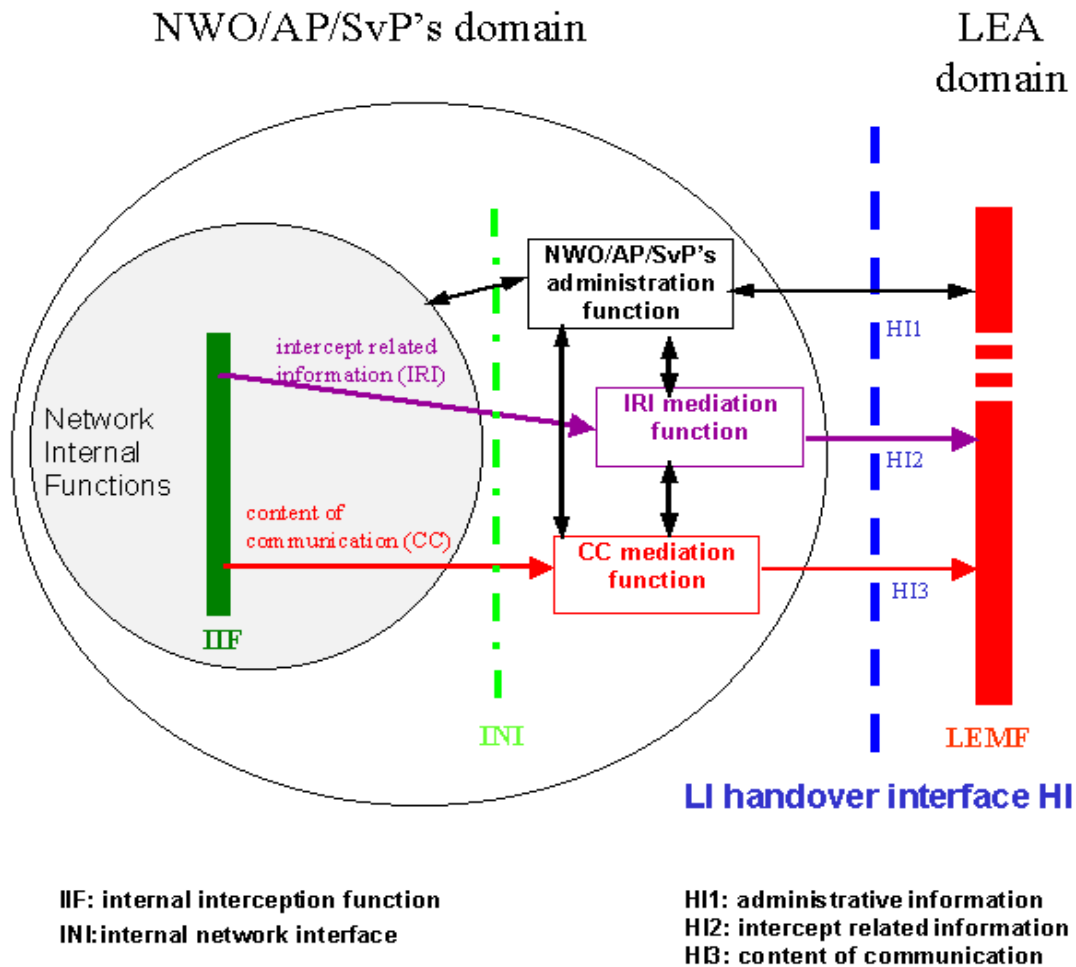 NWO/AP/SvP's domain
LEA
domain
NWO/AP/SvP's
administration
function
HI1
intercept related
information (IRI)
IRI mediation
function
Network
Internal
Functions
HI2
content of
communication (CC)
CC mediation
function
HI3
IIF
INI
LEMF
LI handover interface HI
IIF: internal interception function
INI:internal network interface
HI1: administrative information
HI2: intercept related information
HI3: content of communication